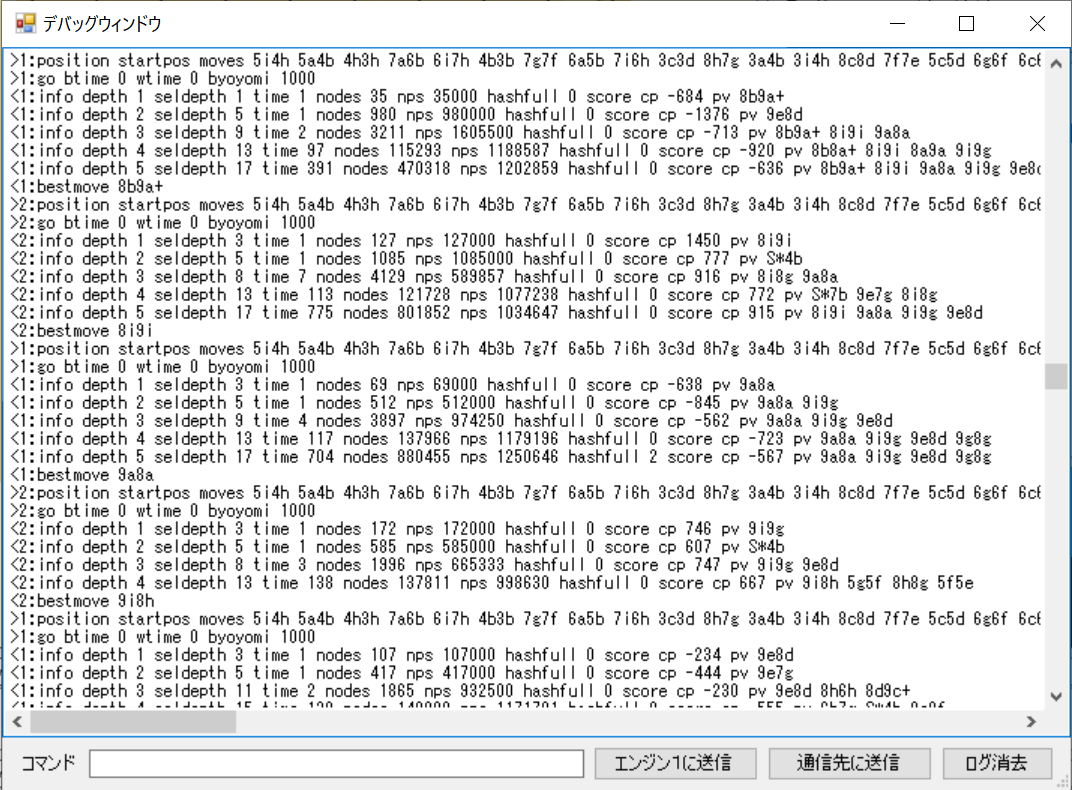 デバッグウィンドウ
>1:position startpos moves 5i4h 5a4b 4h3h 7a6b 6i7h 4b3b 7g7f 6a5b 7i6h 3c3d 8h7g 3a4b 3i4h 8c8d 7f7e 5c5d 6g6f
>1:go btime 0 wtime 0 byoyomi 1000
<1:info depth 1 seldepth 1 time 1 nodes 35 nps 35000 hashfull 0 score cp -684 pv 8b9a+
<1:info depth 2 seldepth 5 time 1 nodes 980 nps 980000 hashfull 0 score cp -1376 pv 9e8d
<1:info depth 3 seldepth 9 time 2 nodes 3211 nps 1605500 hashfull 0 score cp -713 pv 8b9a+ 8i9i 9a8a
<1:info depth 4 seldepth 13 time 97 nodes 115293 nps 1188587 hashfull 0 score cp -920 pv 8b8a+ 8i9i 8a9a 9i9g
<1:info depth 5 seldepth 17 time 391 nodes 470318 nps 1202859 hashfull 0 score cp -636 pv 8b9a+ 8i9i 9a8a 9i9g
<1:bestmove 8b9a+
>2:position startpos moves 5i4h 5a4b 4h3h 7a6b 6i7h 4b3b 7g7f 6a5b 7i6h 3c3d 8h7g 3a4b 3i4h 8c8d 7f7e 5c5d 6g6f
>2:go btime 0 wtime 0 byoyomi 1000
<2:info depth 1 seldepth 3 time 1 nodes 127 nps 127000 hashfull 0 score cp 1450 pv 8i9i
<2:info depth 2 seldepth 5 time 1 nodes 1085 nps 1085000 hashfull 0 score cp 777 pv S*4b
<2:info depth 3 seldepth 8 time 7 nodes 4129 nps 589857 hashfull 0 score cp 916 pv 8i8g 9a8a
<2:info depth 4 seldepth 13 time 113 nodes 121728 nps 1077238 hashfull 0 score cp 772 pv S*7b 9e7g 8i8g
<2:info depth 5 seldepth 17 time 775 nodes 801852 nps 1034647 hashfull 0 score cp 915 pv 8i9i 9a8a 9i9g 9e8d
<2:bestmove 8i9i
>1:position startpos moves 5i4h 5a4b 4h3h 7a6b 6i7h 4b3b 7g7f 6a5b 7i6h 3c3d 8h7g 3a4b 3i4h 8c8d 7f7e 5c5d 6g6f
>1:go btime 0 wtime 0 byoyomi 1000
<1:info depth 1 seldepth 3 time 1 nodes 69 nps 69000 hashfull 0 score cp -638 pv 9a8a
<1:info depth 2 seldepth 5 time 1 nodes 512 nps 512000 hashfull 0 score cp -845 pv 9a8a 9i9g
<1:info depth 3 seldepth 9 time 4 nodes 3897 nps 974250 hashfull 0 score cp -562 pv 9a8a 9i9g 9e8d
<1:info depth 4 seldepth 13 time 117 nodes 137966 nps 1179196 hashfull 0 score cp -723 pv 9a8a 9i9g 9e8d 9g8g
<1:info depth 5 seldepth 17 time 704 nodes 880455 nps 1250646 hashfull 2 score cp -567 pv 9a8a 9i9g 9e8d 9g8g
<1:bestmove 9a8a
>2:position startpos moves 5i4h 5a4b 4h3h 7a6b 6i7h 4b3b 7g7f 6a5b 7i6h 3c3d 8h7g 3a4b 3i4h 8c8d 7f7e 5c5d 6g6f
>2:go btime 0 wtime 0 byoyomi 1000
<2:info depth 1 seldepth 3 time 1 nodes 172 nps 172000 hashfull 0 score cp 746 pv 9i9g
<2:info depth 2 seldepth 5 time 1 nodes 585 nps 585000 hashfull 0 score cp 607 pv S*4b
<2:info depth 3 seldepth 8 time 3 nodes 1996 nps 665333 hashfull 0 score cp 747 pv 9i9g 9e8d
<2:info depth 4 seldepth 13 time 138 nodes 137811 nps 998630 hashfull 0 score cp 667 pv 9i8h 5g5f 8h8g 5f5e
<2:bestmove 9i8h
>1:position startpos moves 5i4h 5a4b 4h3h 7a6b 6i7h 4b3b 7g7f 6a5b 7i6h 3c3d 8h7g 3a4b 3i4h 8c8d 7f7e 5c5d 6g6f
>1:go btime 0 wtime 0 byoyomi 1000
<1:info depth 1 seldepth 3 time 1 nodes 107 nps 107000 hashfull 0 score cp -234 pv 9e8d
<1:info depth 2 seldepth 5 time 1 nodes 417 nps 417000 hashfull 0 score cp -444 pv 9e7g
<1:info depth 3 seldepth 11 time 2 nodes 1865 nps 932500 hashfull 0 score cp -230 pv 9e8d 8h6h 8d9c+
コマンド エンジン1に送信 通信先に送信 ログ消去